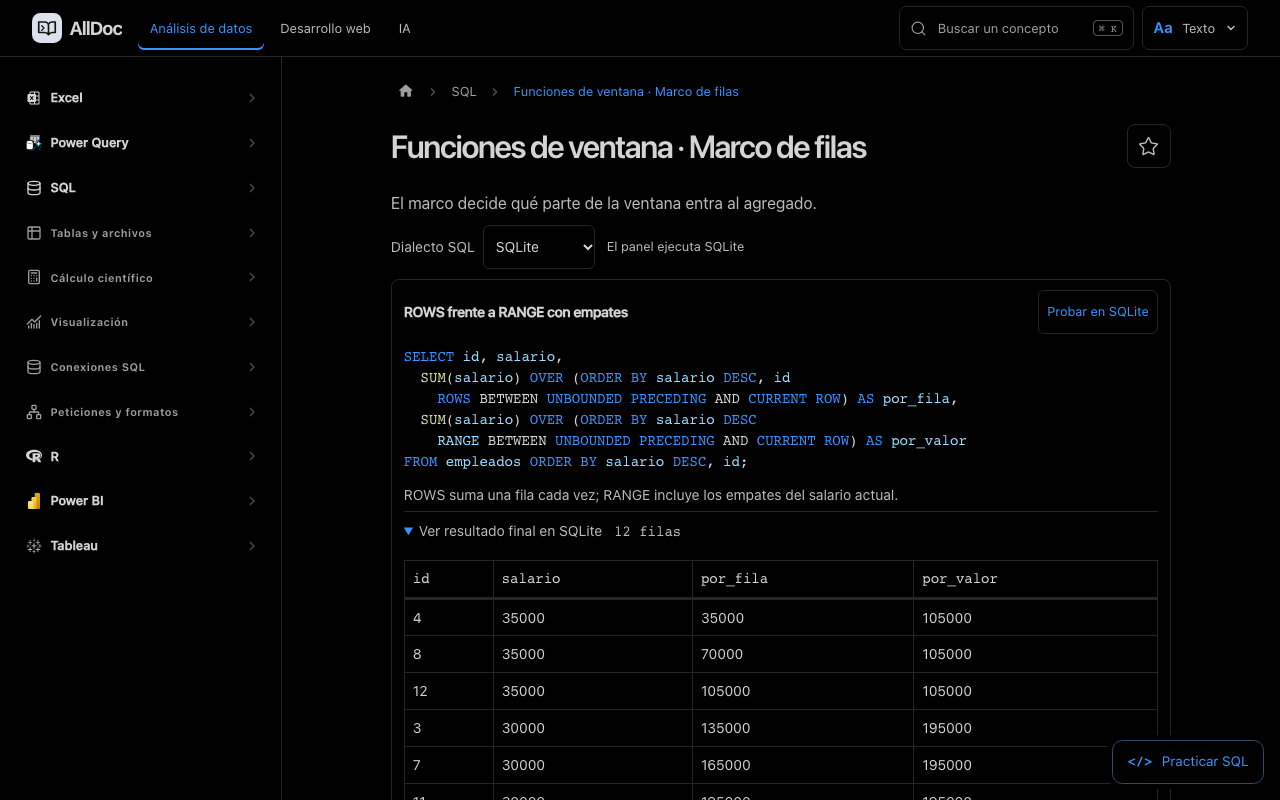 AllDoc
Análisis de datos
Desarrollo web
IA
Buscar un concepto
⌘ K
Aa Texto
Excel
Power Query
SQL
Tablas y archivos
Cálculo científico
Visualización
Conexiones SQL
Peticiones y formatos
R
Power BI
Tableau
SQL
Funciones de ventana · Marco de filas
Funciones de ventana · Marco de filas
El marco decide qué parte de la ventana entra al agregado.
Dialecto SQL SQLite El panel ejecuta SQLite
ROWS frente a RANGE con empates
Probar en SQLite
SELECT id, salario,
  SUM(salario) OVER (ORDER BY salario DESC, id
    ROWS BETWEEN UNBOUNDED PRECEDING AND CURRENT ROW) AS por_fila,
  SUM(salario) OVER (ORDER BY salario DESC
    RANGE BETWEEN UNBOUNDED PRECEDING AND CURRENT ROW) AS por_valor
FROM empleados ORDER BY salario DESC, id;
ROWS suma una fila cada vez; RANGE incluye los empates del salario actual.
Ver resultado final en SQLite 12 filas
id salario por_fila por_valor
4 35000 35000 105000
8 35000 70000 105000
12 35000 105000 105000
3 30000 135000 195000
7 30000 165000 195000
</> Practicar SQL